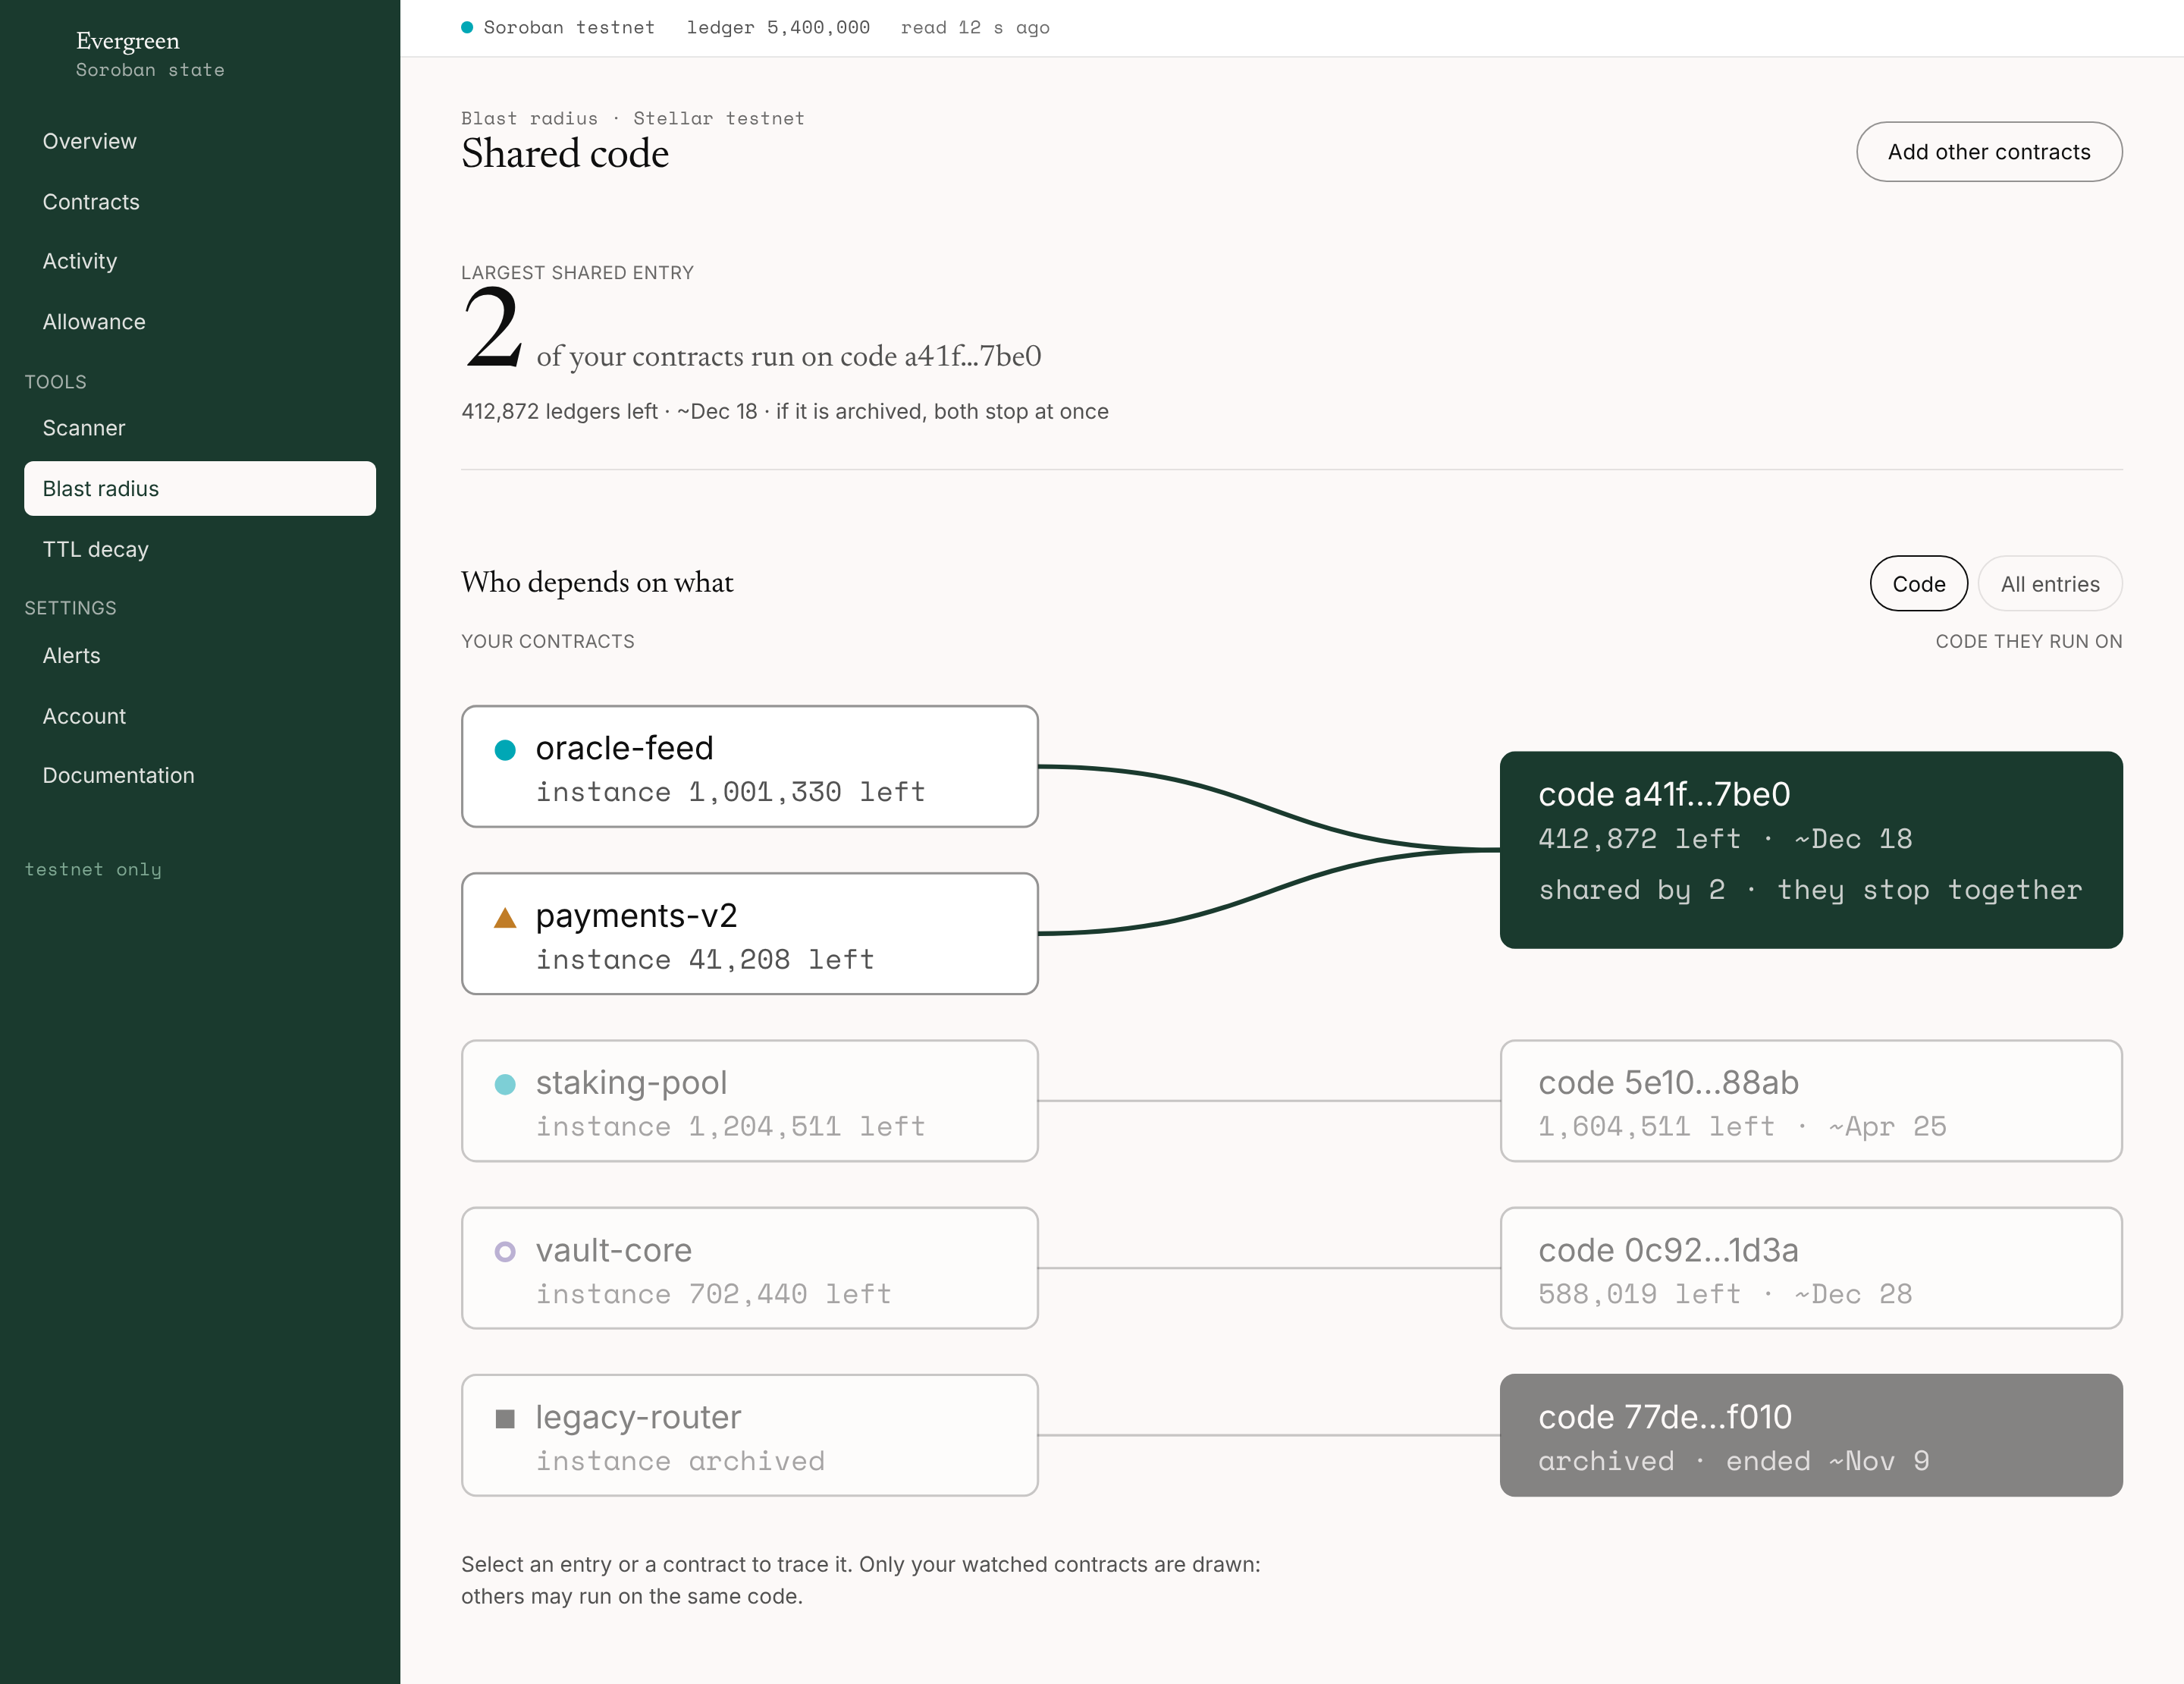 Evergreen
Soroban state
Overview
Contracts
Activity
Allowance
TOOLS
Scanner
Blast radius
TTL decay
SETTINGS
Alerts
Account
Documentation
testnet only
Soroban testnet ledger 5,400,000 read 12 s ago
Blast radius · Stellar testnet
Shared code
Add other contracts
LARGEST SHARED ENTRY
2 of your contracts run on code a41f…7be0
412,872 ledgers left · ~Dec 18 · if it is archived, both stop at once
Who depends on what
Code
All entries
YOUR CONTRACTS
CODE THEY RUN ON
oracle-feed
instance 1,001,330 left
payments-v2
instance 41,208 left
staking-pool
instance 1,204,511 left
vault-core
instance 702,440 left
legacy-router
instance archived
code a41f…7be0
412,872 left · ~Dec 18
shared by 2 · they stop together
code 5e10…88ab
1,604,511 left · ~Apr 25
code 0c92…1d3a
588,019 left · ~Dec 28
code 77de…f010
archived · ended ~Nov 9
Select an entry or a contract to trace it. Only your watched contracts are drawn:
others may run on the same code.